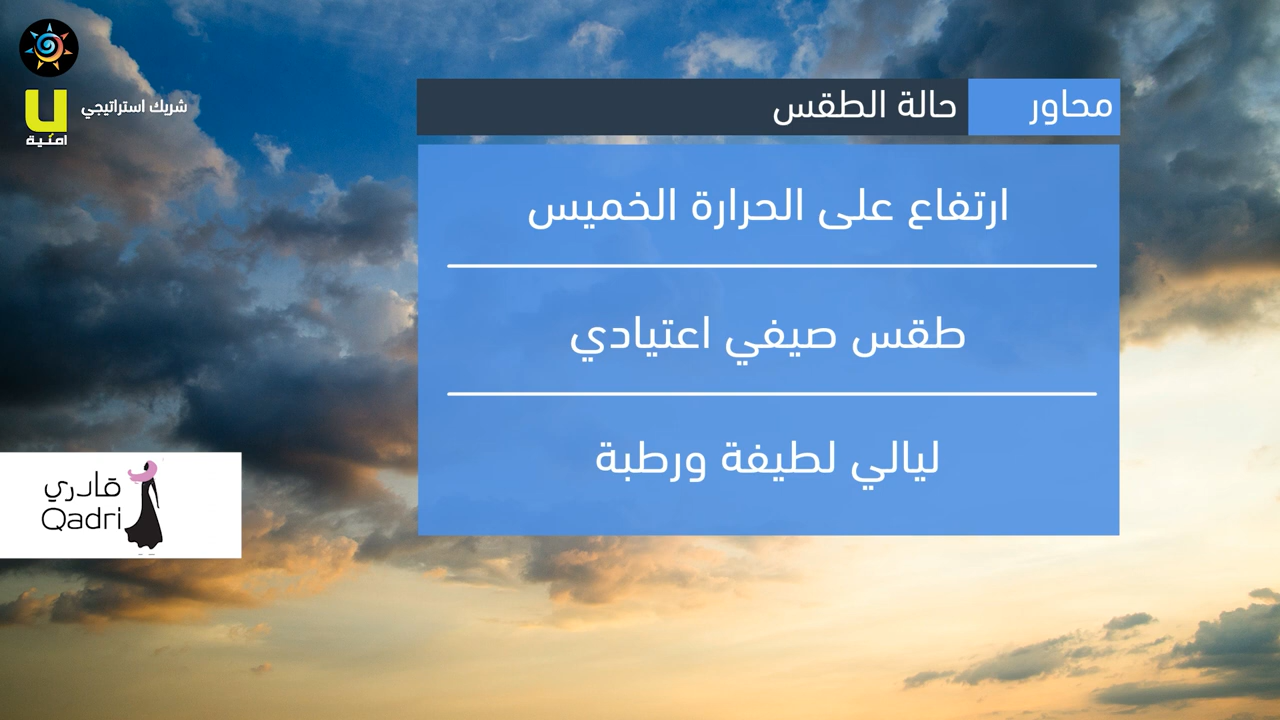 محاور
حالة الطقس
ارتفاع على الحرارة الخميس
طقس صيفي اعتيادي
ليالي لطيفة ورطبة
شريك استراتيجي
امنية
قادري
Qadri